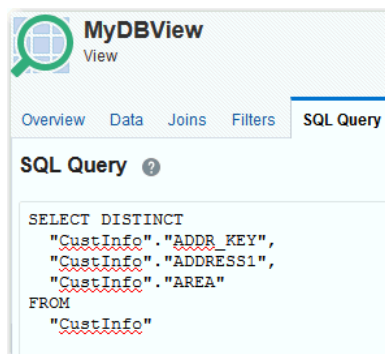 MyDBView
View
Overview Data Joins Filters SQL Query
SQL Query ?
SELECT DISTINCT
"CustInfo"."ADDR_KEY",
"CustInfo"."ADDRESS1",
"CustInfo"."AREA"
FROM
"CustInfo"